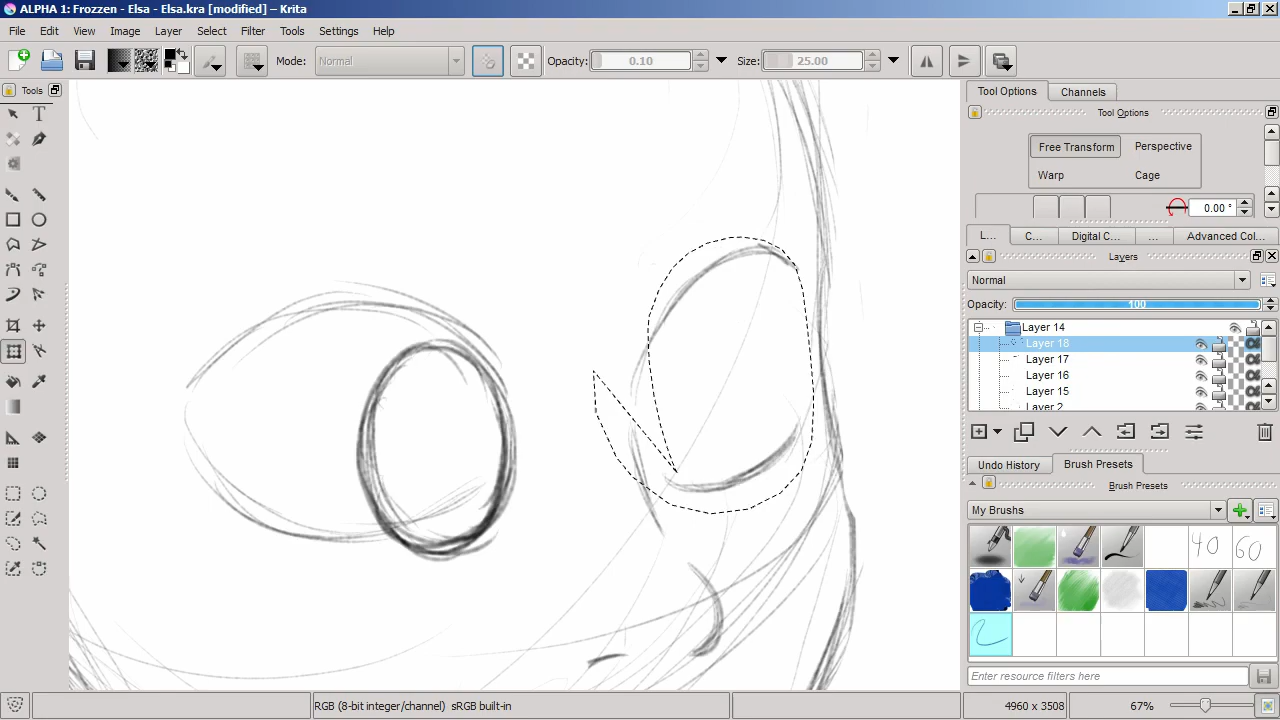 ALPHA 1: Frozzen - Elsa - Elsa.kra [modified] – Krita
File Edit View Image Layer Select Filter Tools Settings Help
Mode: Normal Opacity: 0.10 Size: 25.00
Tools
T
Tool Options Channels
Tool Options
Free Transform Perspective
Warp Cage
0.00 °
L... C... Digital C... ... Advanced Col...
Layers
Normal
Opacity: 100
Layer 14
Layer 18
Layer 17
Layer 16
Layer 15
Layer 2
Undo History Brush Presets
Brush Presets
My Brushes
40 60
Enter resource filters here
RGB (8-bit integer/channel) sRGB built-in 4960 x 3508 67%